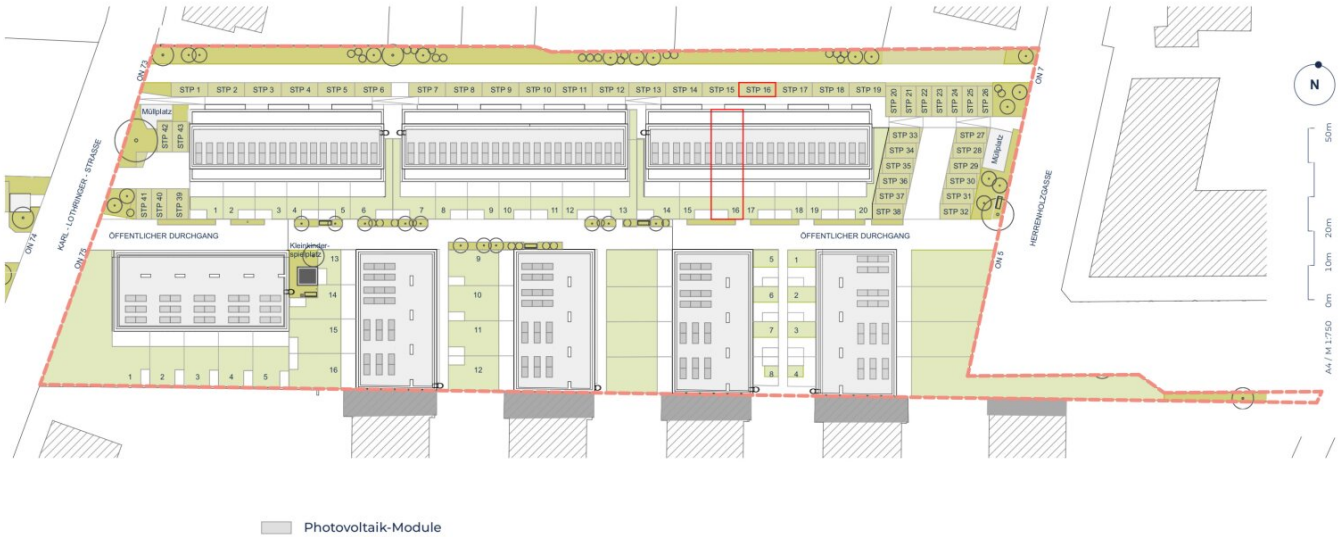 ON 73
ON 7
N
STP 1 STP 2 STP 3 STP 4 STP 5 STP 6 STP 7 STP 8 STP 9 STP 10 STP 11 STP 12 STP 13 STP 14 STP 15 STP 16 STP 17 STP 18 STP 19
STP 20
STP 21
STP 22
STP 23
STP 24
STP 25
STP 26
Müllplatz
STP 42
STP 43
STP 33 STP 27
STP 34 STP 28
STP 35 STP 29
STP 36 STP 30
STP 37 STP 31
STP 38 STP 32
Müllplatz
KARL - LOTHRINGER - STRASSE
HERRENHOLZGASSE
STP 41
STP 40
STP 39
1 2 3 4 5 6 7 8 9 10 11 12 13 14 15 16 17 18 19 20
ON 74
ON 75
ON 5
ÖFFENTLICHER DURCHGANG
ÖFFENTLICHER DURCHGANG
Kleinkinder-
spielplatz
13 9 5 1
14 10 6 2
15 11 7 3
16 12 8 4
1 2 3 4 5
50m
20m
10m
0m
A4 / M 1:750
Photovoltaik-Module